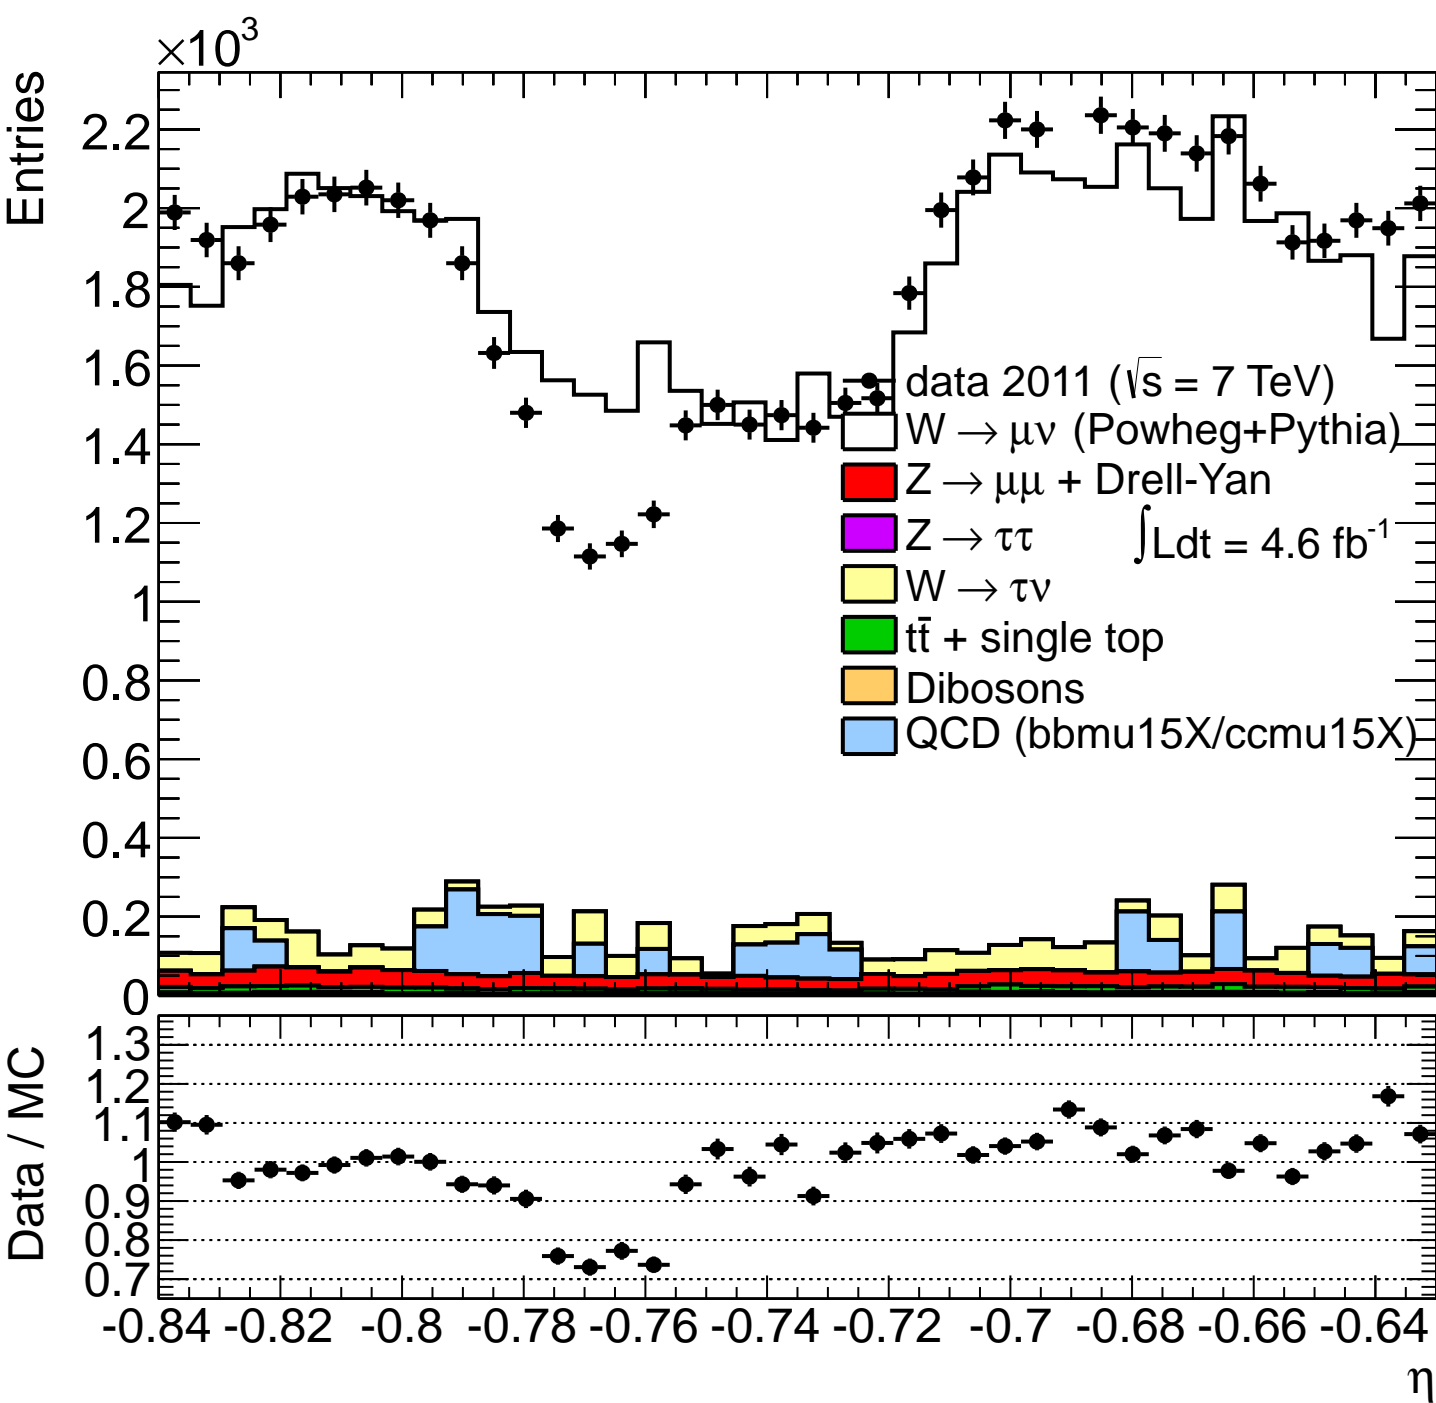 ×10³
Entries
2.2
2
1.8
1.6
1.4
1.2
1
0.8
0.6
0.4
0.2
0
data 2011 (√s = 7 TeV)
W → μν (Powheg+Pythia)
Z → μμ + Drell-Yan
Z → ττ
∫Ldt = 4.6 fb⁻¹
W → τν
tt̄ + single top
Dibosons
QCD (bbmu15X/ccmu15X)
Data / MC
1.3
1.2
1.1
1
0.9
0.8
0.7
-0.84 -0.82 -0.8 -0.78 -0.76 -0.74 -0.72 -0.7 -0.68 -0.66 -0.64
η